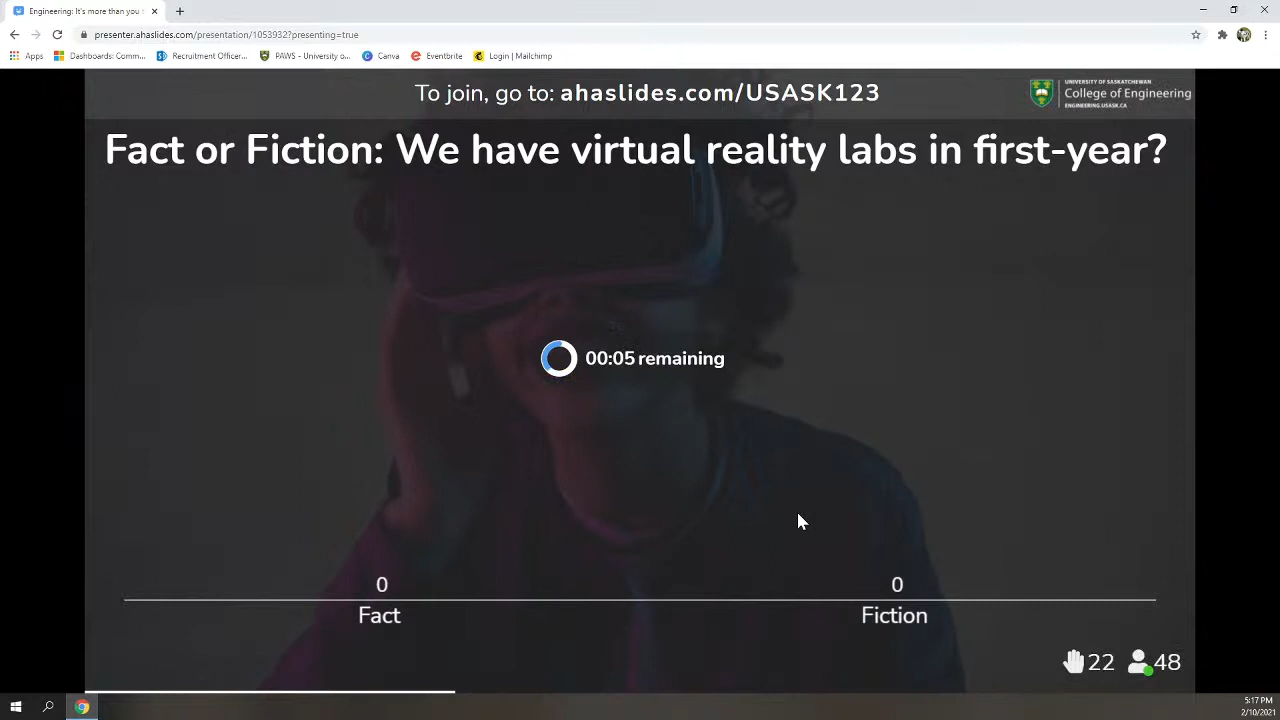 Engineering: It's more than you
presenter.ahaslides.com/presentation/1053932?presenting=true
Apps
Dashboards: Comm...
Recruitment Officer...
PAWS - University o...
Canva
Eventbrite
Login | Mailchimp
To join, go to: ahaslides.com/USASK123
UNIVERSITY OF SASKATCHEWAN
College of Engineering
ENGINEERING.USASK.CA
Fact or Fiction: We have virtual reality labs in first-year?
00:05 remaining
0
0
Fact
Fiction
22
48
5:17 PM
2/10/2021